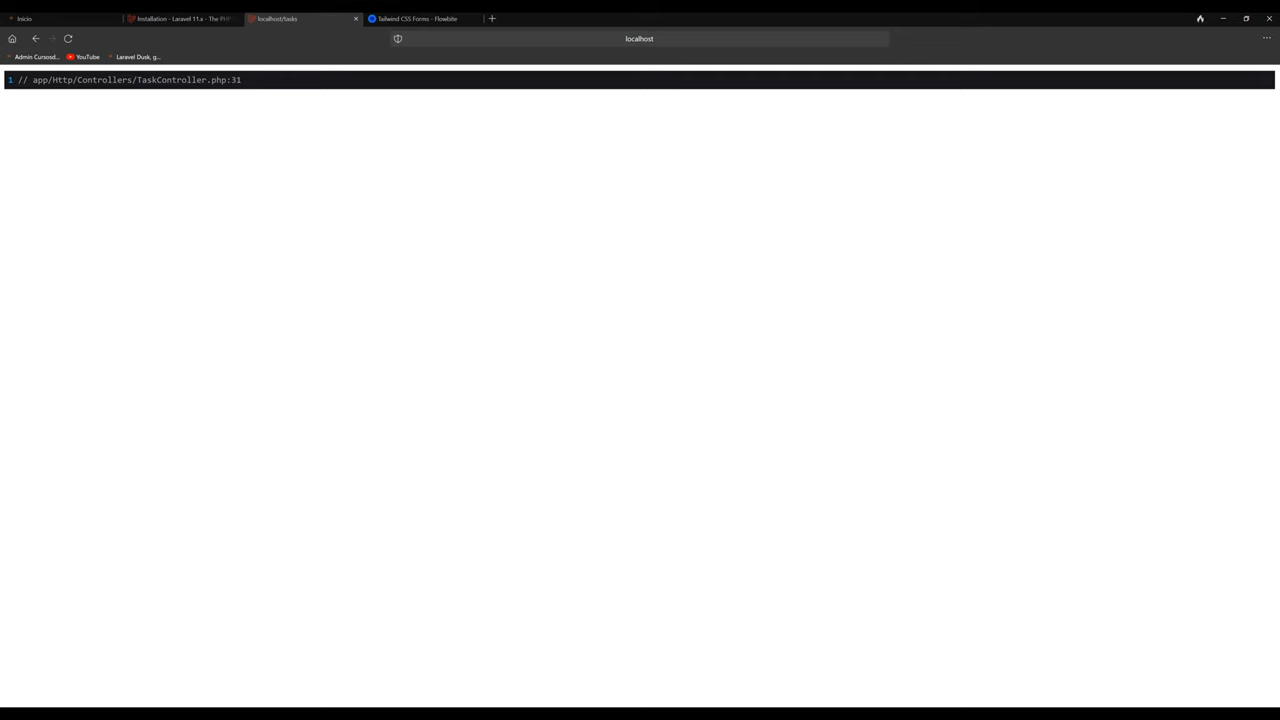 Inicio
Installation - Laravel 11.x - The PHP
localhost/tasks
Tailwind CSS Forms - Flowbite
localhost
Admin Cursosd...
YouTube
Laravel Dusk, g...
1 // app/Http/Controllers/TaskController.php:31